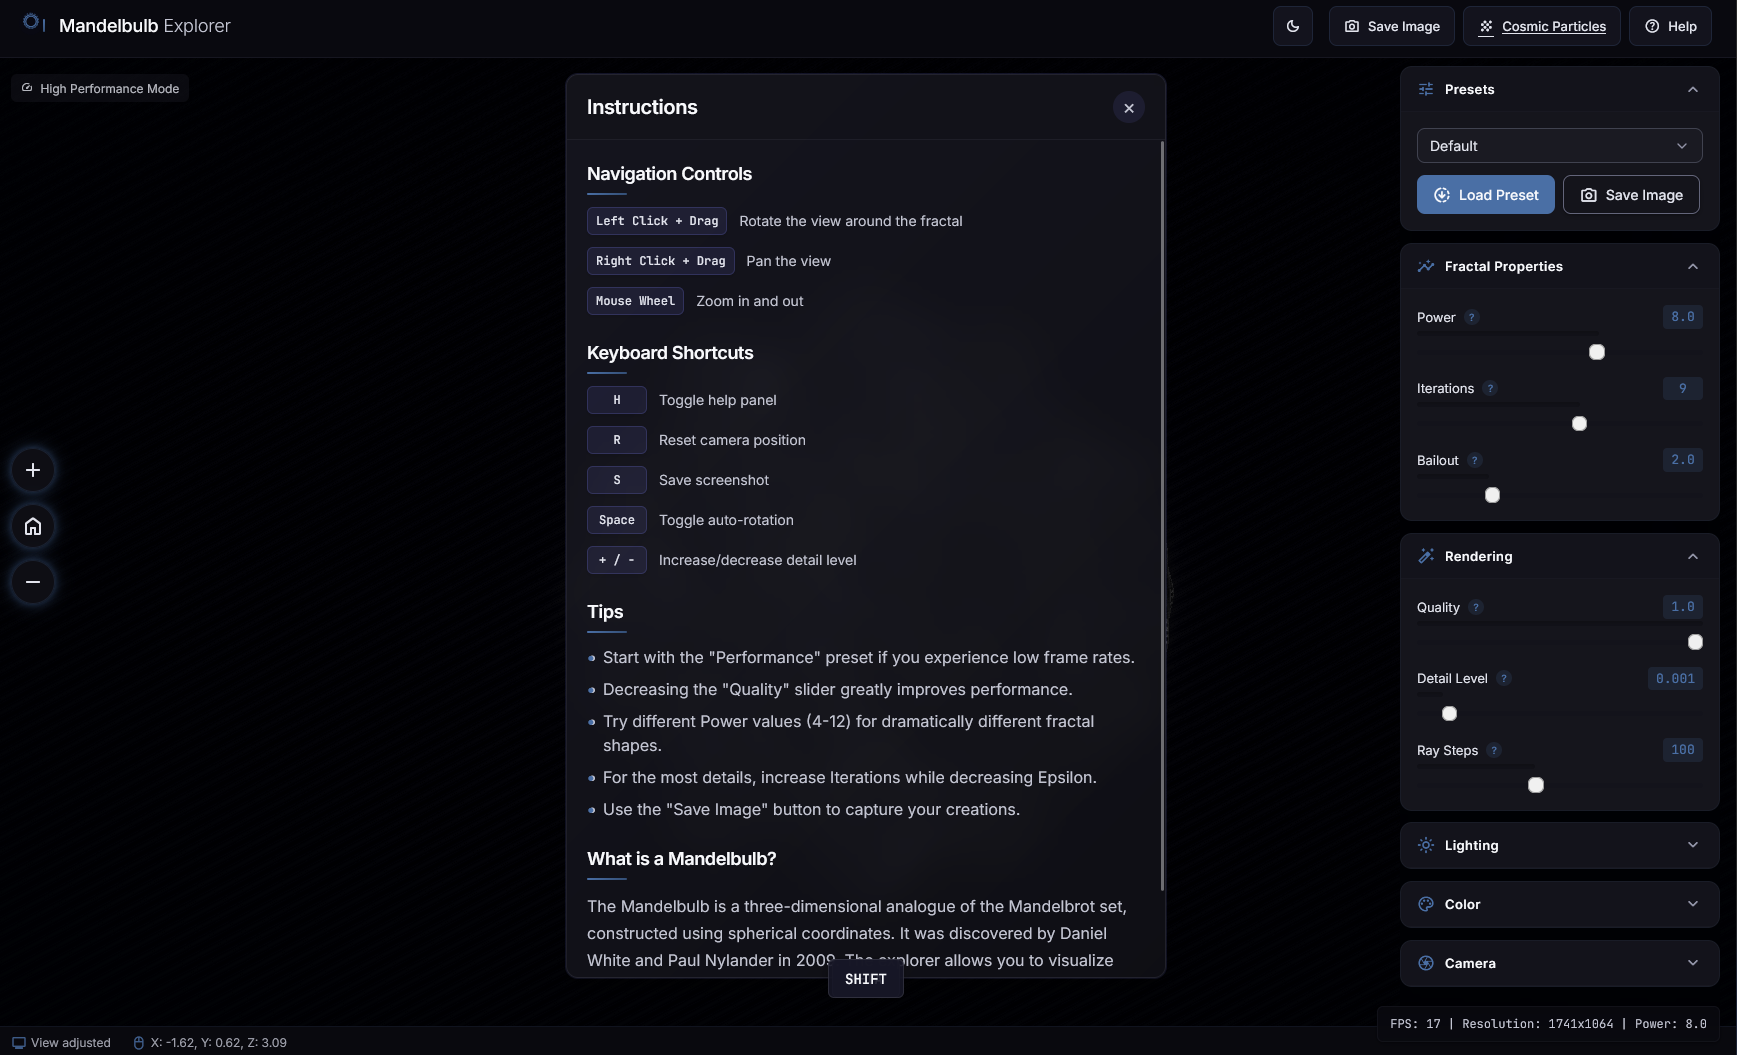 Mandelbulb Explorer
Save Image
Cosmic Particles
Help
High Performance Mode
Instructions
Navigation Controls
Left Click + Drag Rotate the view around the fractal
Right Click + Drag Pan the view
Mouse Wheel Zoom in and out
Keyboard Shortcuts
H Toggle help panel
R Reset camera position
S Save screenshot
Space Toggle auto-rotation
+ / - Increase/decrease detail level
Tips
Start with the "Performance" preset if you experience low frame rates.
Decreasing the "Quality" slider greatly improves performance.
Try different Power values (4-12) for dramatically different fractal
shapes.
For the most details, increase Iterations while decreasing Epsilon.
Use the "Save Image" button to capture your creations.
What is a Mandelbulb?
The Mandelbulb is a three-dimensional analogue of the Mandelbrot set,
constructed using spherical coordinates. It was discovered by Daniel
White and Paul Nylander in 2009. The explorer allows you to visualize
SHIFT
Presets
Default
Load Preset
Save Image
Fractal Properties
Power ? 8.0
Iterations ? 9
Bailout ? 2.0
Rendering
Quality ? 1.0
Detail Level ? 0.001
Ray Steps ? 100
Lighting
Color
Camera
FPS: 17 | Resolution: 1741x1064 | Power: 8.0
View adjusted
X: -1.62, Y: 0.62, Z: 3.09